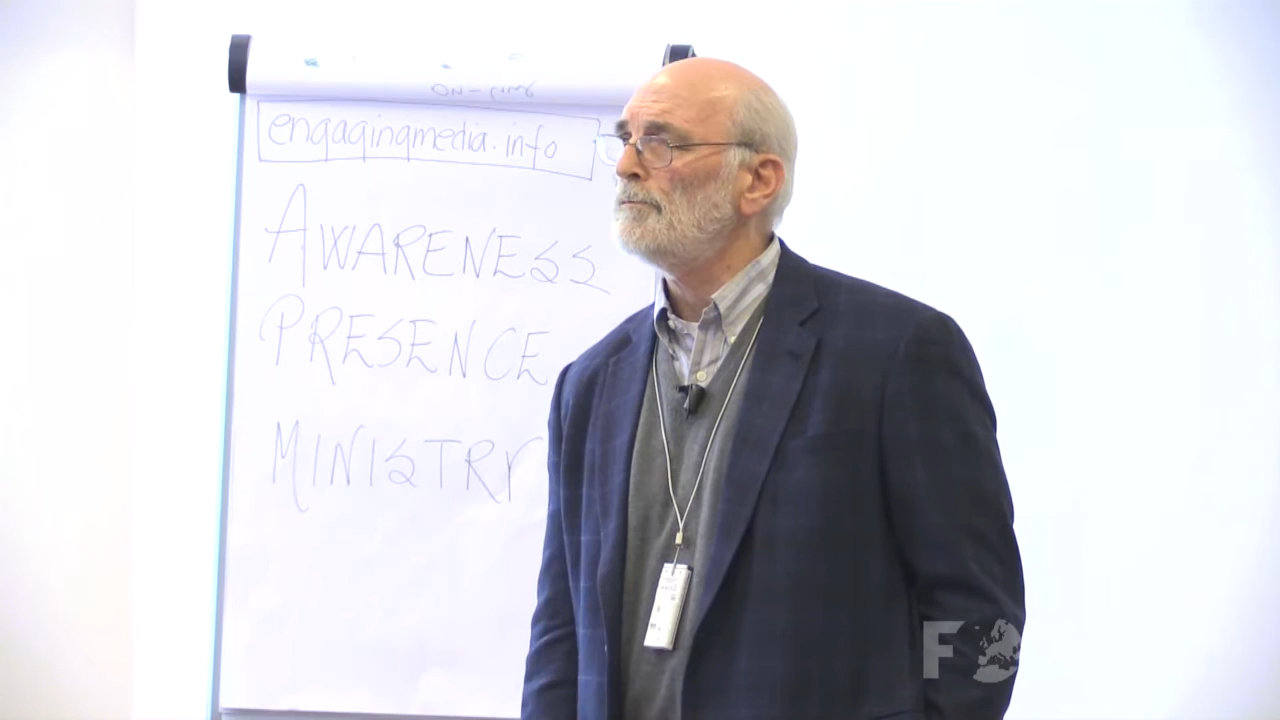 engagingmedia.info
AWARENESS
PRESENCE
MINISTRY
F